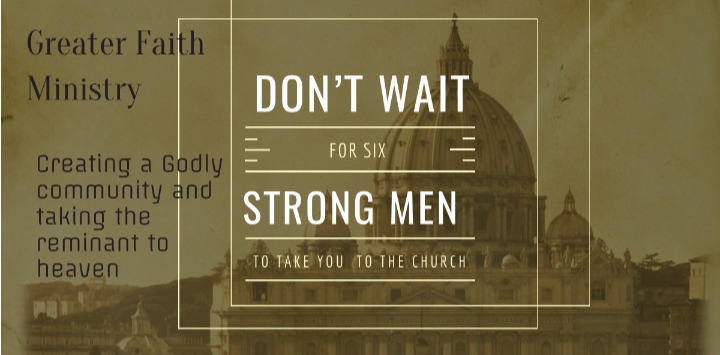 Greater Faith
Ministry
Creating a Godly
community and
taking the
reminant to
heaven
DON'T WAIT
FOR SIX
STRONG MEN
TO TAKE YOU TO THE CHURCH